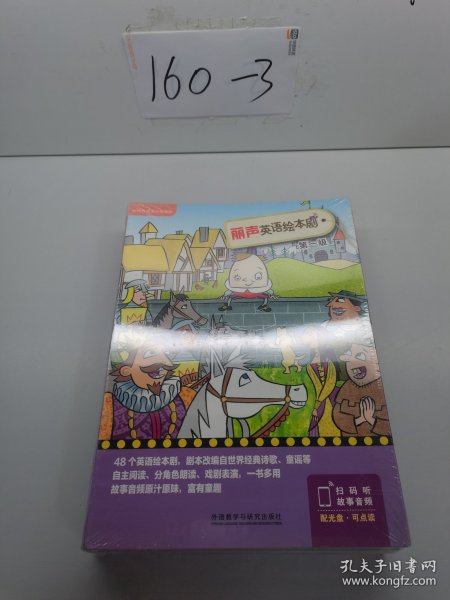 160-3
丽声英语绘本剧
48个英语绘本剧，剧本改编自世界经典诗歌、童谣等
自主阅读、分角色朗读、戏剧表演，一书多用
故事音频原汁原味，富有童趣
扫码听
故事音频
配光盘·可点读
外语教学与研究出版社
孔夫子旧书网
www.kongfz.com